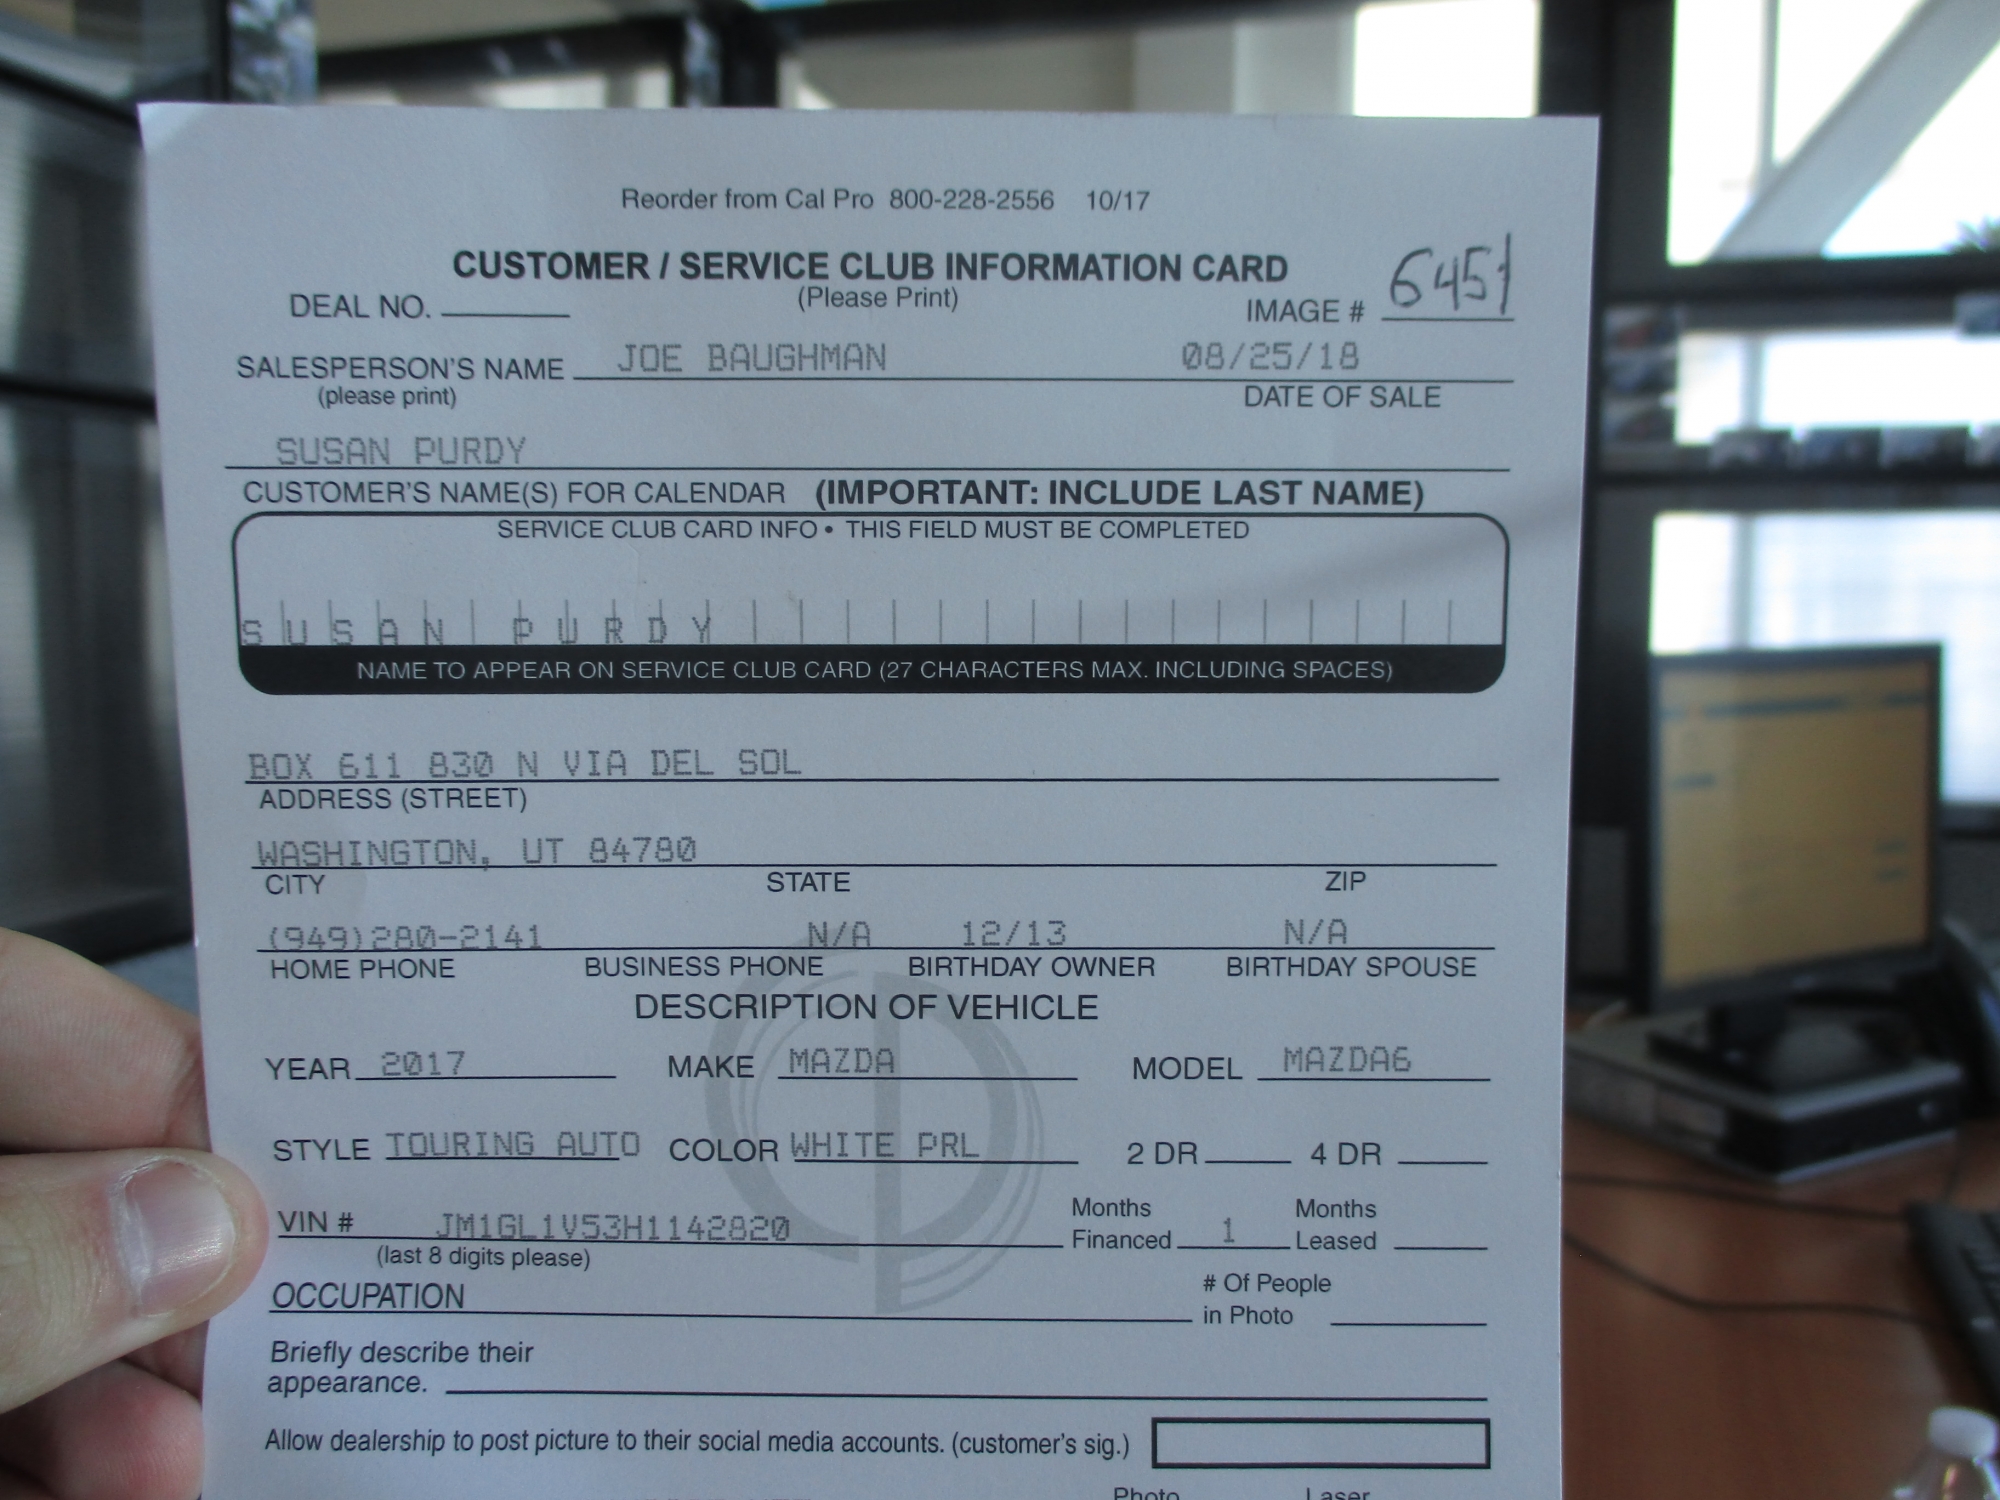 Reorder from Cal Pro 800-228-2556 10/17
CUSTOMER / SERVICE CLUB INFORMATION CARD
(Please Print)
DEAL NO. IMAGE # 6451
SALESPERSON'S NAME JOE BAUGHMAN 08/25/18
(please print) DATE OF SALE
SUSAN PURDY
CUSTOMER'S NAME(S) FOR CALENDAR (IMPORTANT: INCLUDE LAST NAME)
SERVICE CLUB CARD INFO • THIS FIELD MUST BE COMPLETED
SUSAN PURDY
NAME TO APPEAR ON SERVICE CLUB CARD (27 CHARACTERS MAX. INCLUDING SPACES)
BOX 611 830 N VIA DEL SOL
ADDRESS (STREET)
WASHINGTON, UT 84780
CITY STATE ZIP
(949)280-2141 N/A 12/13 N/A
HOME PHONE BUSINESS PHONE BIRTHDAY OWNER BIRTHDAY SPOUSE
DESCRIPTION OF VEHICLE
YEAR 2017 MAKE MAZDA MODEL MAZDA6
STYLE TOURING AUTO COLOR WHITE PRL 2 DR 4 DR
VIN # JM1GL1V53H1142820 Months Financed 1 Months Leased
(last 8 digits please)
OCCUPATION # Of People in Photo
Briefly describe their
appearance.
Allow dealership to post picture to their social media accounts. (customer's sig.)
Photo Laser